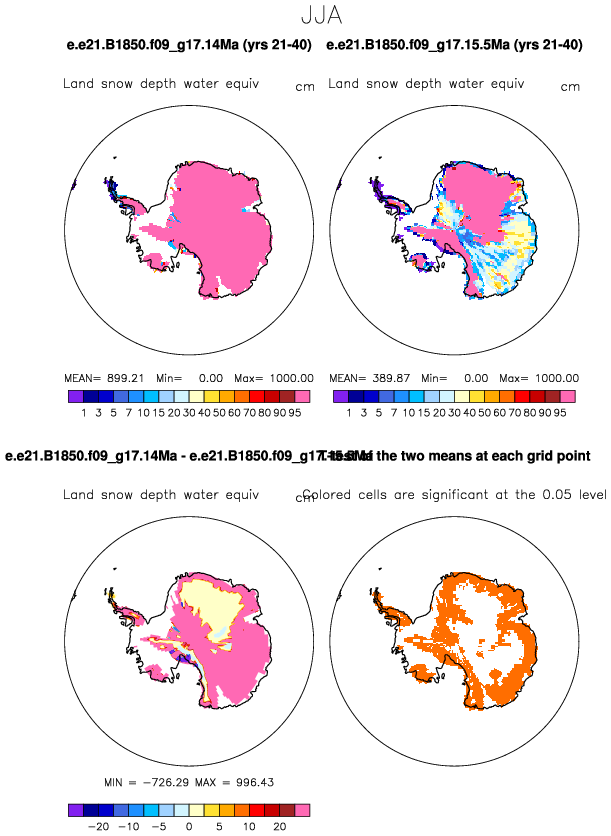 JJA
e.e21.B1850.f09_g17.14Ma (yrs 21-40) e.e21.B1850.f09_g17.15.5Ma (yrs 21-40)
Land snow depth water equiv cm Land snow depth water equiv cm
MEAN= 899.21 Min= 0.00 Max= 1000.00 MEAN= 389.87 Min= 0.00 Max= 1000.00
1 3 5 7 10 15 20 30 40 50 60 70 80 90 95 1 3 5 7 10 15 20 30 40 50 60 70 80 90 95
e.e21.B1850.f09_g17.14Ma - e.e21.B1850.f09_g17.15.5Ma T-test of the two means at each grid point
Land snow depth water equiv cm Colored cells are significant at the 0.05 level
MIN = -726.29 MAX = 996.43
-20 -10 -5 0 5 10 20